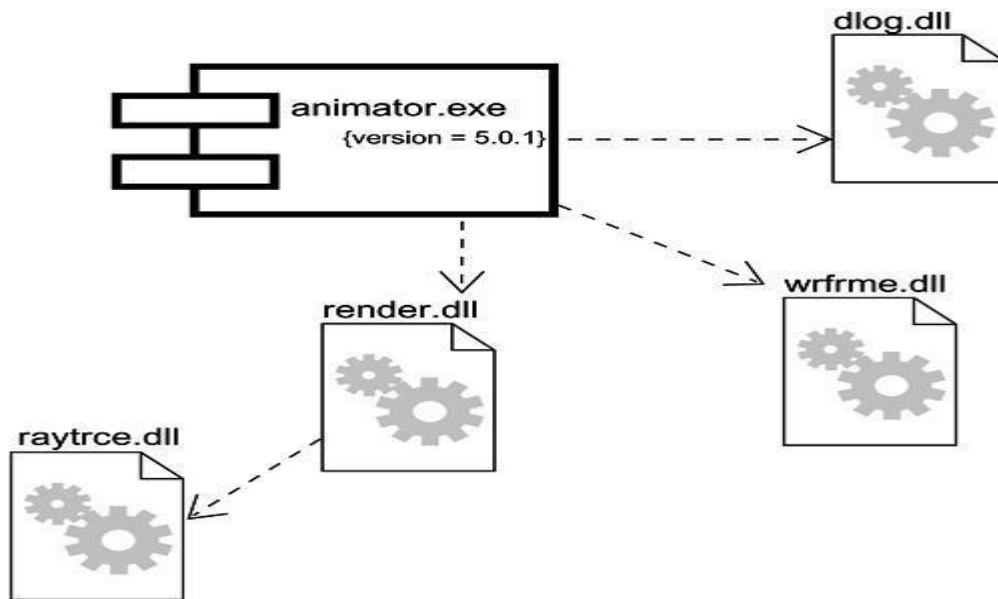 dlog.dll
animator.exe
{version = 5.0.1}
wrfrme.dll
render.dll
raytrce.dll